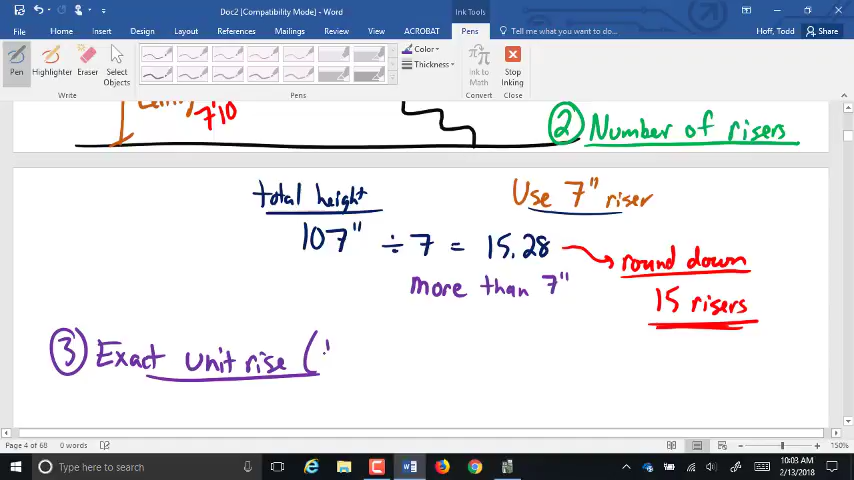 Doc2 [Compatibility Mode] - Word
Ink Tools
Hoff, Todd
File Home Insert Design Layout References Mailings Review View ACROBAT Pens Tell me what you want to do... Share
Pen Highlighter Eraser Select Objects
Color
Thickness
Ink to Math
Stop Inking
Write Pens Convert Close
7'10
② Number of risers
total height
Use 7" riser
107" ÷ 7 = 15.28
round down
more than 7"
15 risers
③ Exact unit rise (
Page 4 of 68 0 words
150%
Type here to search
10:03 AM
2/13/2018